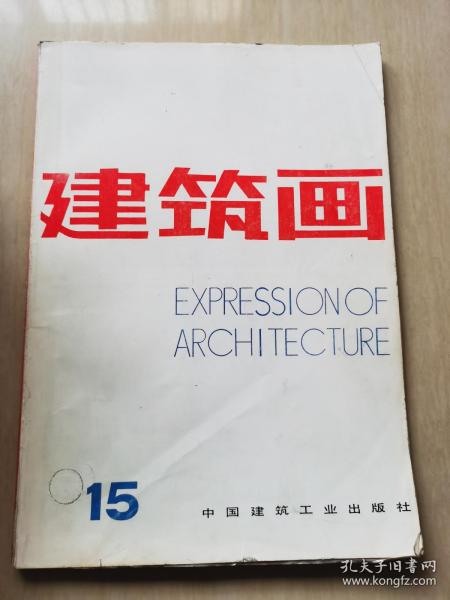 建筑画
EXPRESSION OF
ARCHITECTURE
15
中国建筑工业出版社
孔夫子旧书网
www.kongfz.com